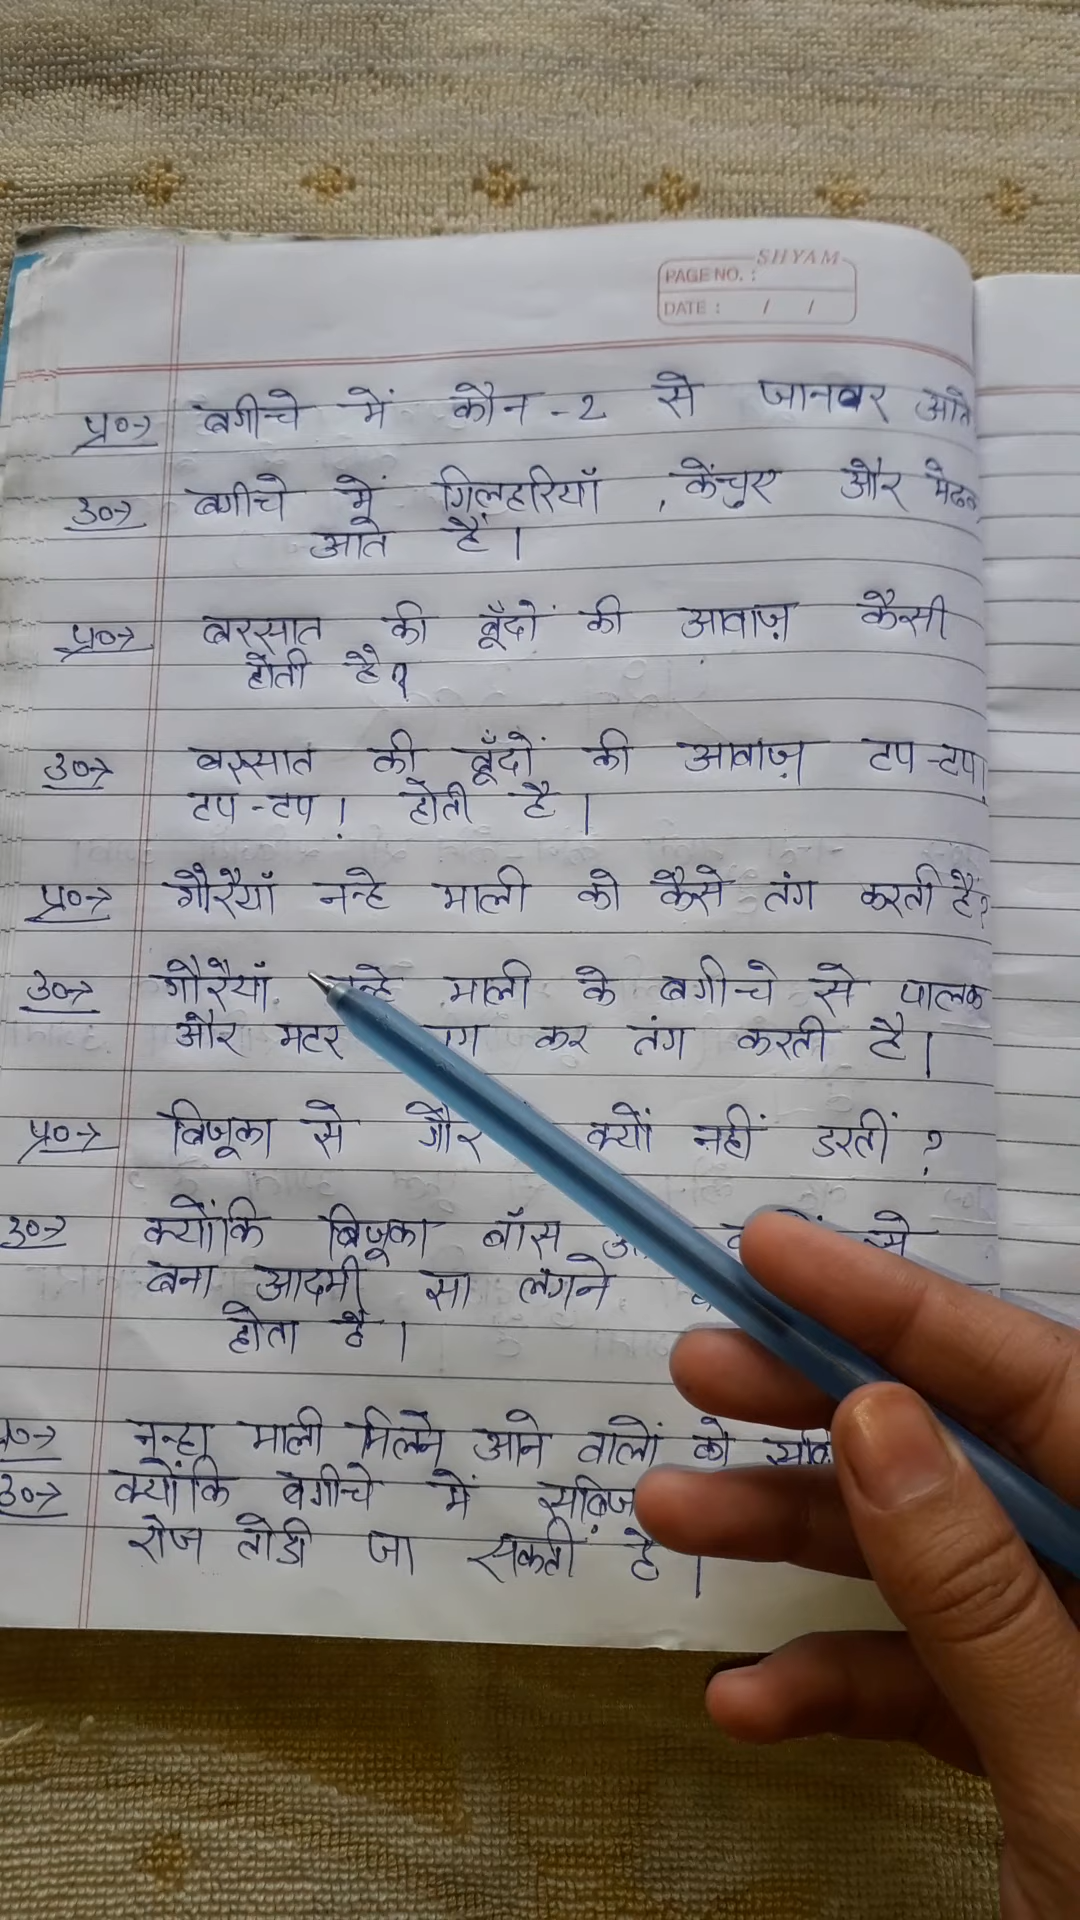 SHYAM
PAGE NO. :
DATE : / /
प्र०→ बगीचे में कौन -2 से जानवर आते
उ०→ बगीचे में गिलहरियाँ , केंचुए और
आते हैं ।
प्र०→ बरसात की बूँदों की आवाज़ कैसी
होती है?
उ०→ बरसात की बूँदों की आवाज़ टप-टप!
टप-टप! होती है ।
प्र०→ गौरैयाँ नन्हे माली को कैसे तंग करती हैं?
उ०→ गौरैयाँ माली के बगीचे से पालक
और मटर कर तंग करती है ।
प्र०→ बिजूका से क्यों नहीं डरतीं ?
उ०→ क्योंकि बिजूका बाँस से
बना आदमी सा लगने
होता है ।
प्र०→ नन्हा माली मिलने आने वालों को
उ०→ क्योंकि बगीचे में
रोज तोडी जा सकती है ।